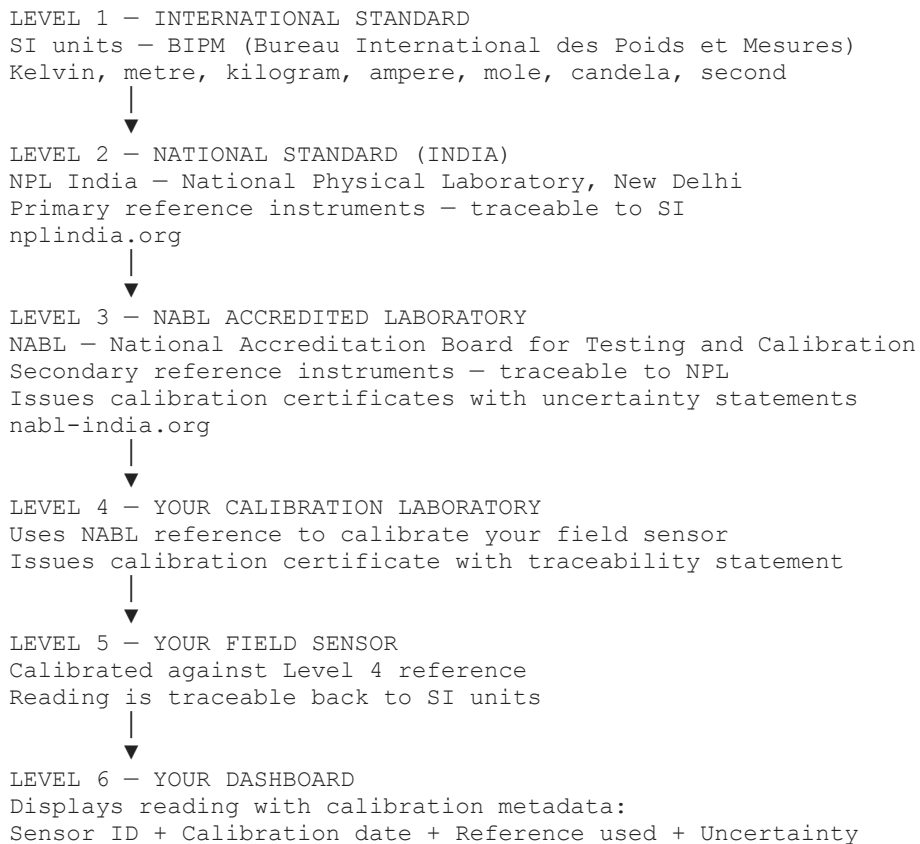 LEVEL 1 — INTERNATIONAL STANDARD
SI units — BIPM (Bureau International des Poids et Mesures)
Kelvin, metre, kilogram, ampere, mole, candela, second
│
▼
LEVEL 2 — NATIONAL STANDARD (INDIA)
NPL India — National Physical Laboratory, New Delhi
Primary reference instruments — traceable to SI
nplindia.org
│
▼
LEVEL 3 — NABL ACCREDITED LABORATORY
NABL — National Accreditation Board for Testing and Calibration
Secondary reference instruments — traceable to NPL
Issues calibration certificates with uncertainty statements
nabl-india.org
│
▼
LEVEL 4 — YOUR CALIBRATION LABORATORY
Uses NABL reference to calibrate your field sensor
Issues calibration certificate with traceability statement
│
▼
LEVEL 5 — YOUR FIELD SENSOR
Calibrated against Level 4 reference
Reading is traceable back to SI units
│
▼
LEVEL 6 — YOUR DASHBOARD
Displays reading with calibration metadata:
Sensor ID + Calibration date + Reference used + Uncertainty